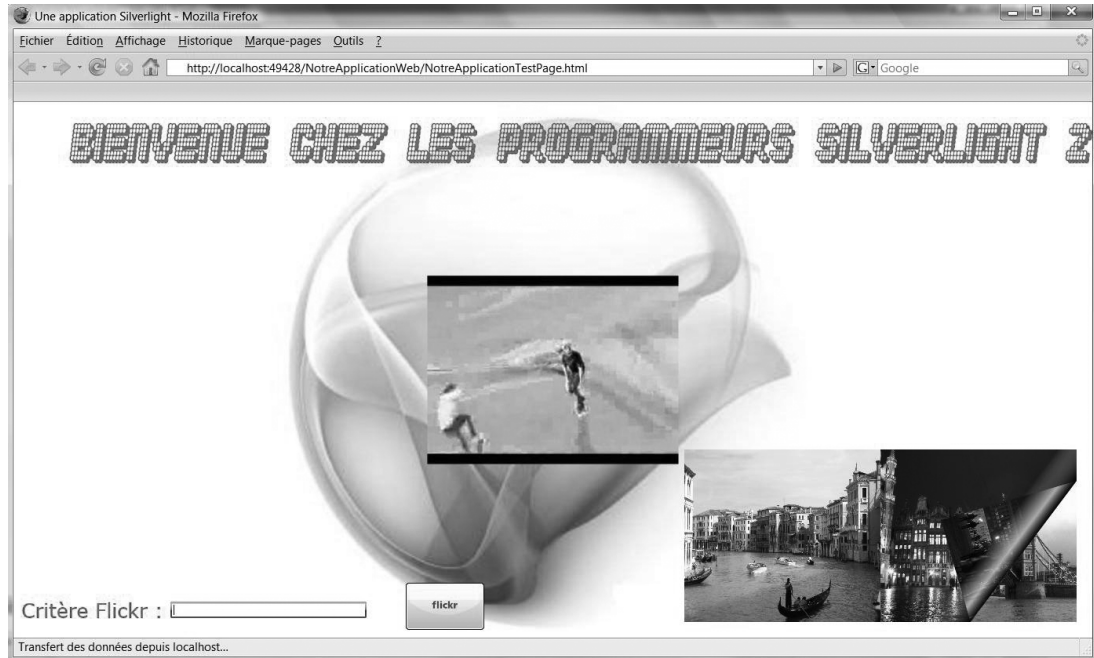 Une application Silverlight - Mozilla Firefox
Fichier Édition Affichage Historique Marque-pages Outils ?
http://localhost:49428/NotreApplicationWeb/NotreApplicationTestPage.html
G Google
BIENVENUE CHEZ LES PROGRAMMEURS SILVERLIGHT 2
Critère Flickr :
flickr
Transfert des données depuis localhost...